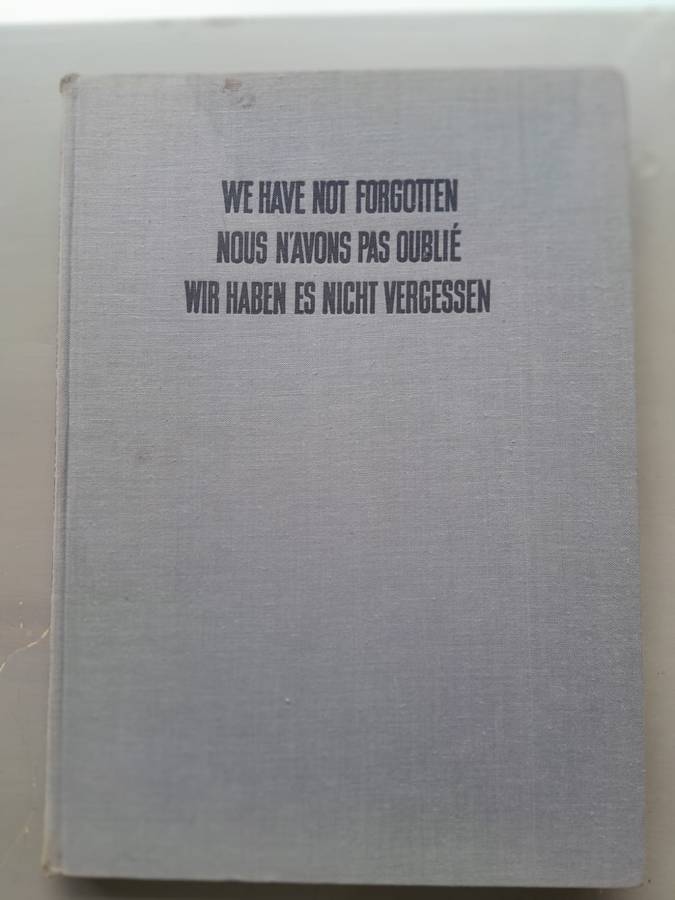 WE HAVE NOT FORGOTTEN
NOUS N'AVONS PAS OUBLIÉ
WIR HABEN ES NICHT VERGESSEN